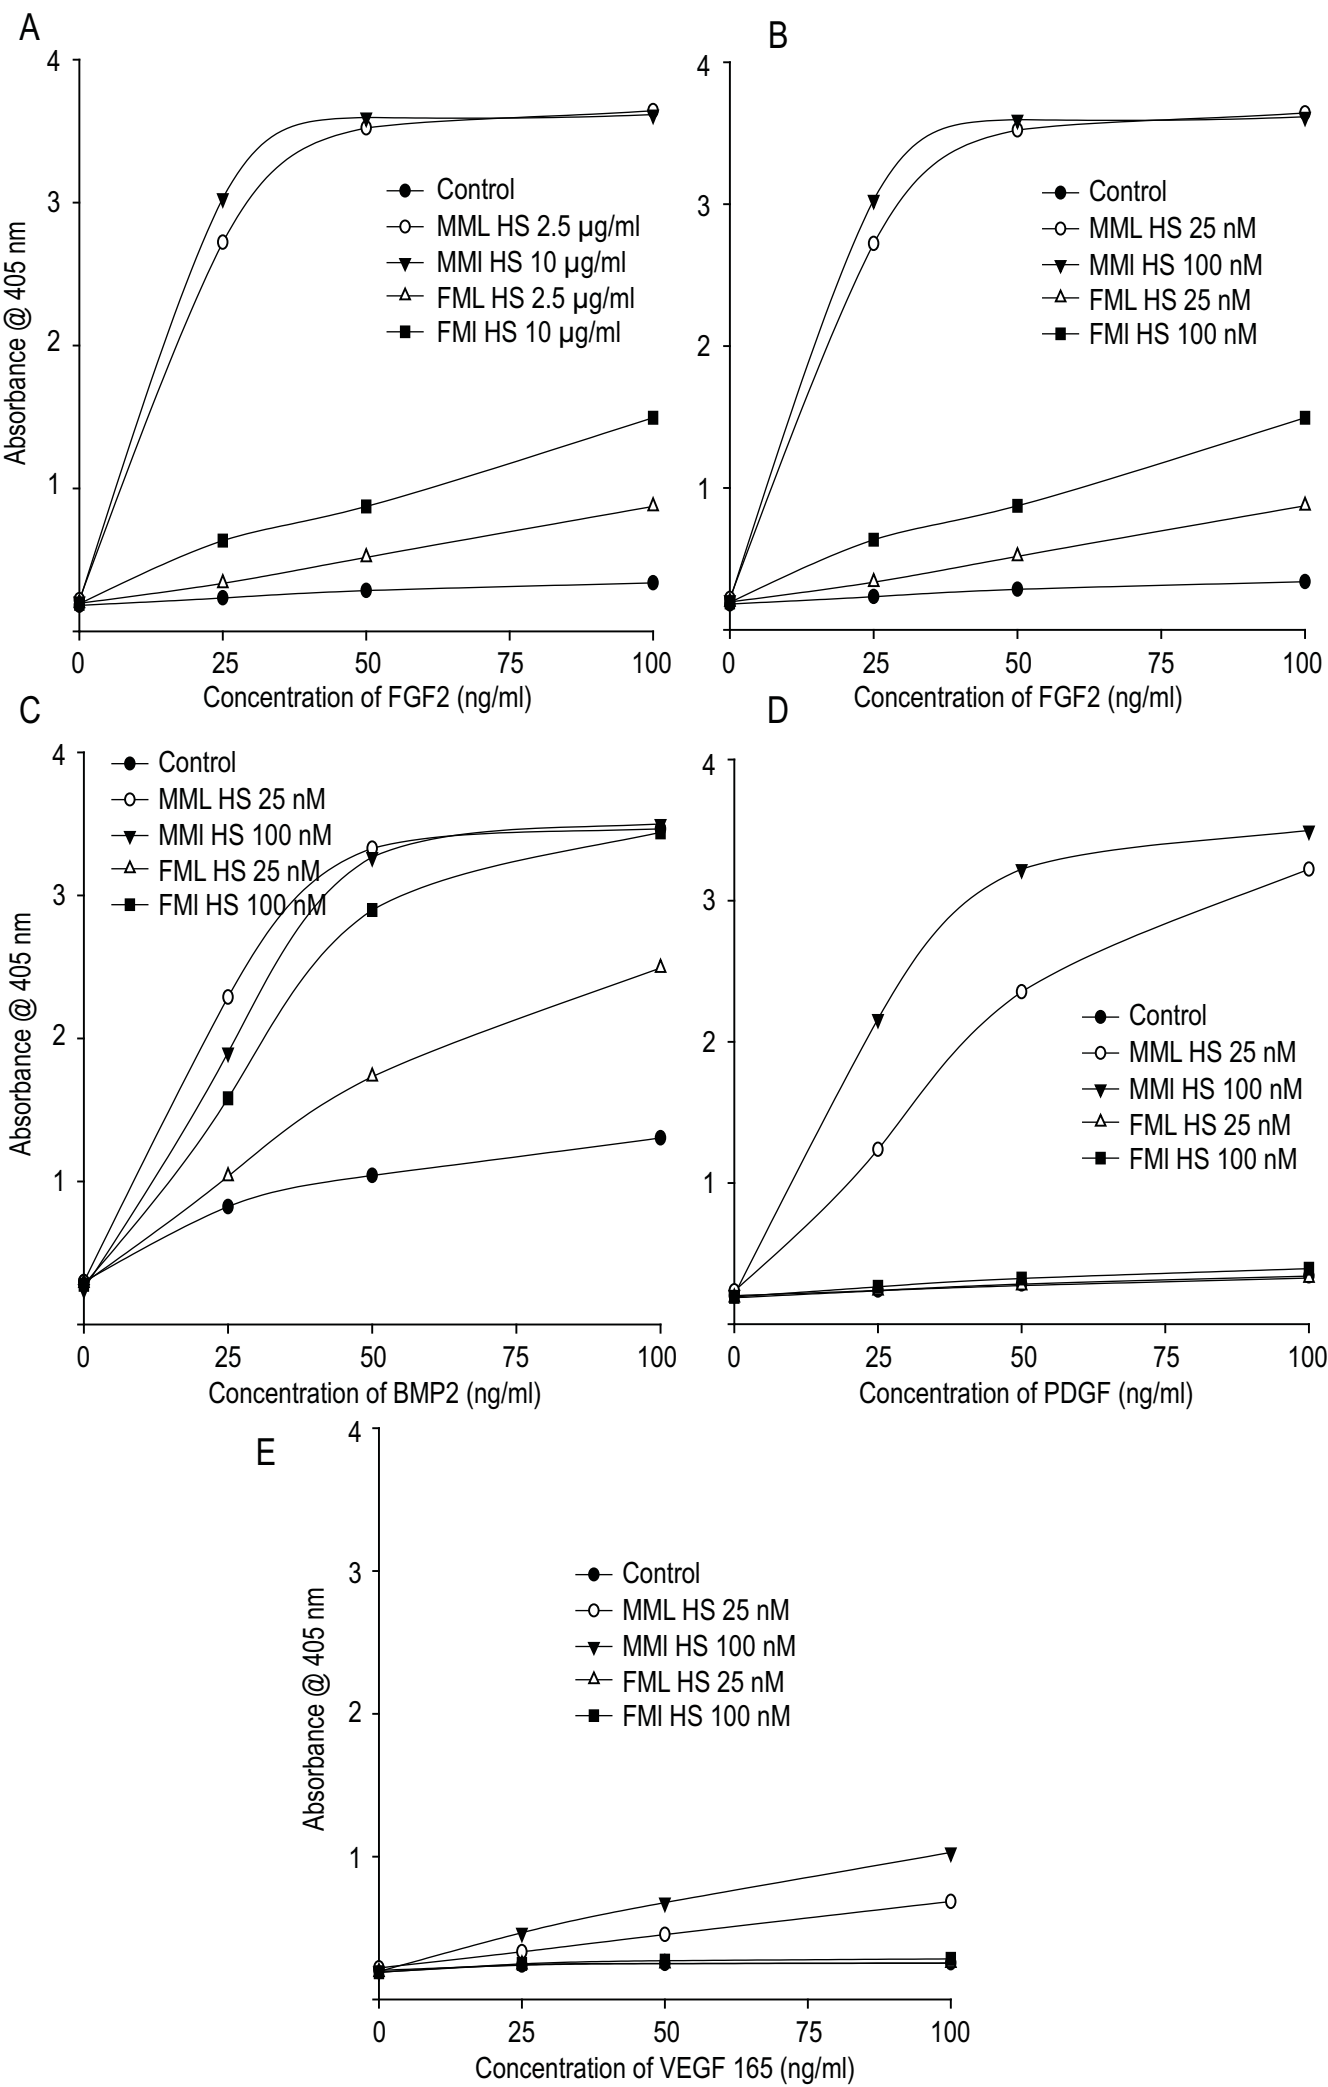 A
4
3
2
1
Absorbance @ 405 nm
Control
MML HS 2.5 µg/ml
MMI HS 10 µg/ml
FML HS 2.5 µg/ml
FMI HS 10 µg/ml
0 25 50 75 100
Concentration of FGF2 (ng/ml)
B
4
3
2
1
Control
MML HS 25 nM
MMI HS 100 nM
FML HS 25 nM
FMI HS 100 nM
0 25 50 75 100
Concentration of FGF2 (ng/ml)
C
4
3
2
1
Absorbance @ 405 nm
Control
MML HS 25 nM
MMI HS 100 nM
FML HS 25 nM
FMI HS 100 nM
0 25 50 75 100
Concentration of BMP2 (ng/ml)
D
4
3
2
1
Control
MML HS 25 nM
MMI HS 100 nM
FML HS 25 nM
FMI HS 100 nM
0 25 50 75 100
Concentration of PDGF (ng/ml)
E
4
3
2
1
Absorbance @ 405 nm
Control
MML HS 25 nM
MMI HS 100 nM
FML HS 25 nM
FMI HS 100 nM
0 25 50 75 100
Concentration of VEGF 165 (ng/ml)